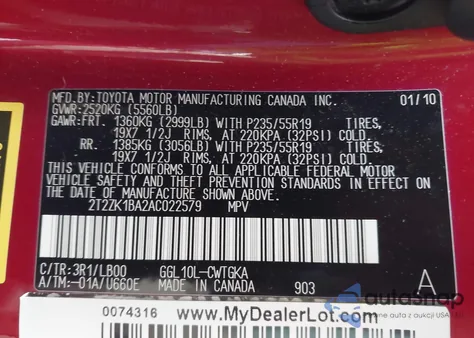 MFD.BY:TOYOTA MOTOR MANUFACTURING CANADA INC. 01/10
GVWR:2520KG (5560LB)
GAWR:FRT. 1360KG (2999LB) WITH P235/55R19 TIRES,
19X7 1/2J RIMS, AT 220KPA (32PSI) COLD.
RR. 1385KG (3056LB) WITH P235/55R19 TIRES,
19X7 1/2J RIMS, AT 220KPA (32PSI) COLD.
THIS VEHICLE CONFORMS TO ALL APPLICABLE FEDERAL MOTOR
VEHICLE SAFETY AND THEFT PREVENTION STANDARDS IN
EFFECT ON THE DATE OF MANUFACTURE SHOWN ABOVE.
2T2ZK1BA2AC022579 MPV
C/TR:3R1/LB00 GGL10L-CWTGKA
A/TM:-01A/U660E MADE IN CANADA 903 A
0074316 www.MyDealerLot.com
autoSnap